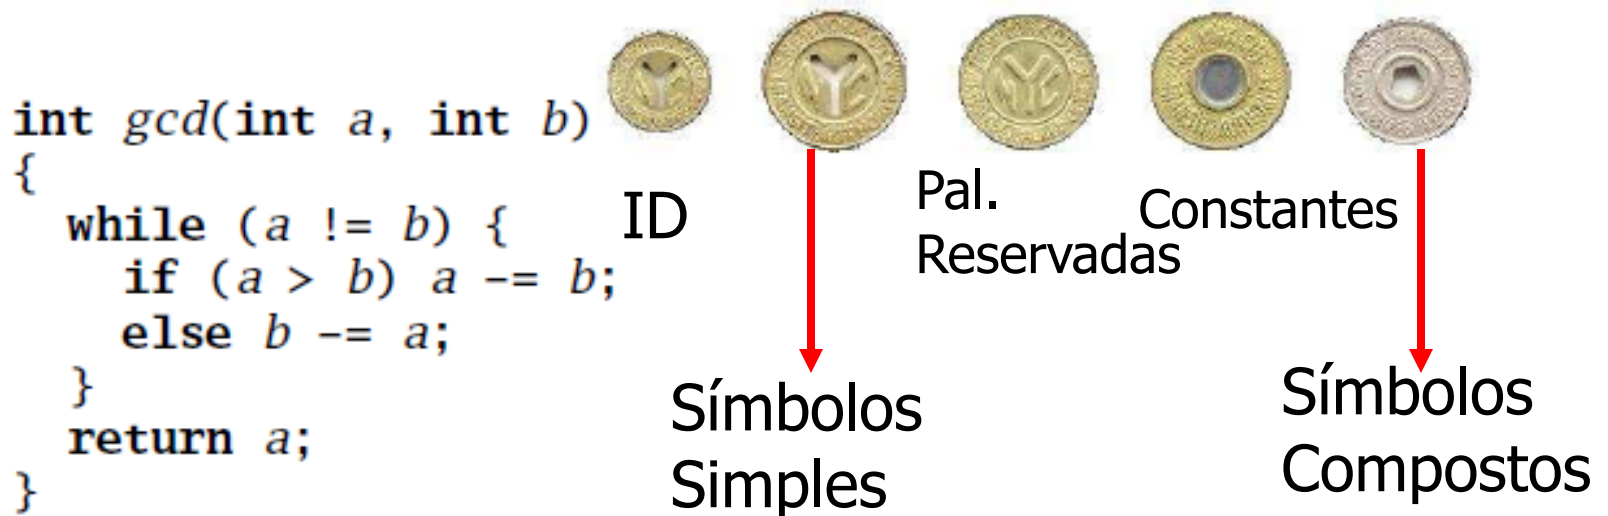 int gcd(int a, int b)
{
  while (a != b) {
    if (a > b) a -= b;
    else b -= a;
  }
  return a;
}
ID
Pal.
Reservadas
Constantes
Símbolos
Simples
Símbolos
Compostos